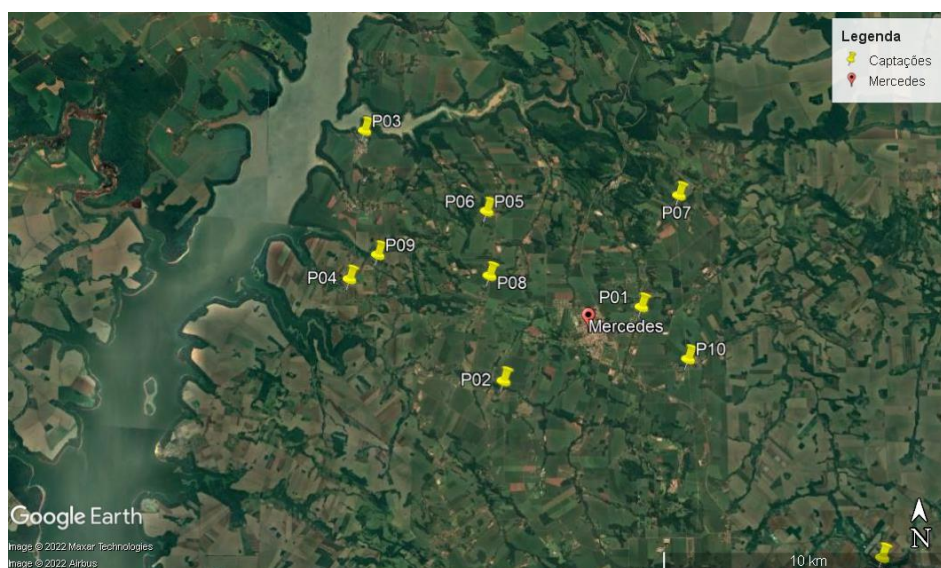 Legenda
Captações
Mercedes
P03
P06 P05
P07
P09
P04
P08
P01
Mercedes
P10
P02
Google Earth
N
Image © 2022 Maxar Technologies
Image © 2022 Airbus
10 km